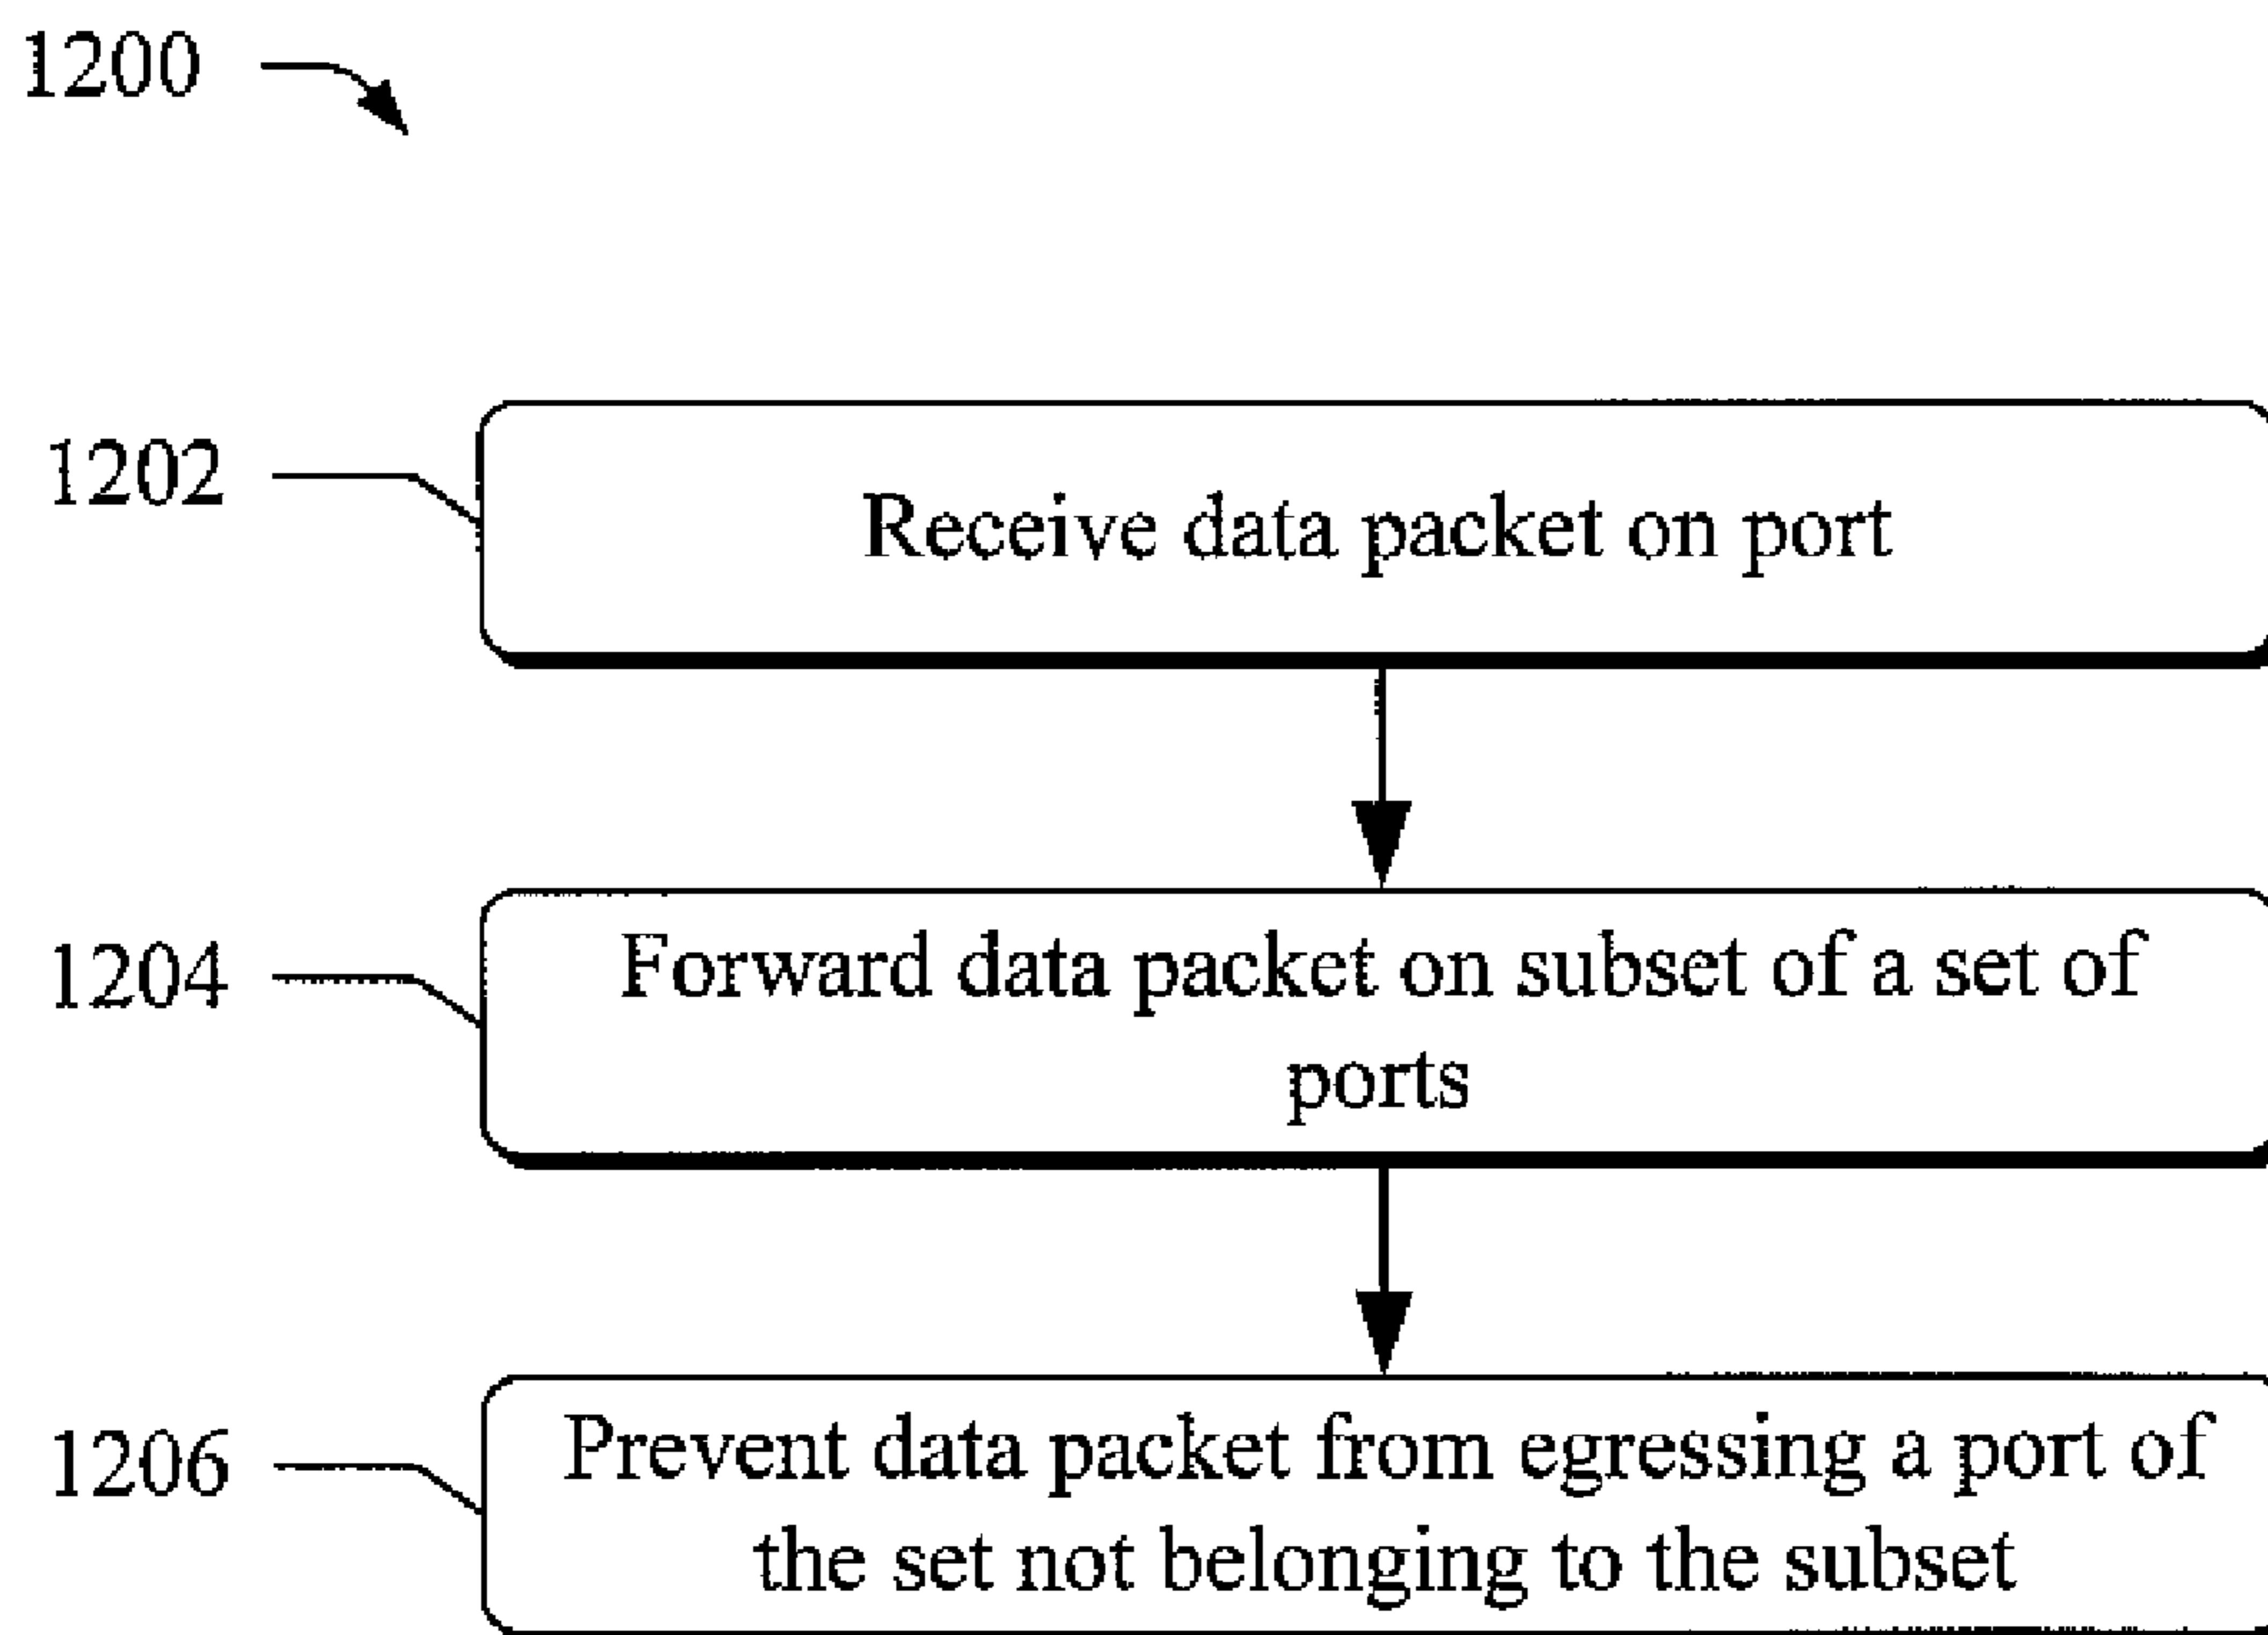 1200
1202
Receive data packet on port
1204
Forward data packet on subset of a set of
ports
1206
Prevent data packet from egressing a port of
the set not belonging to the subset